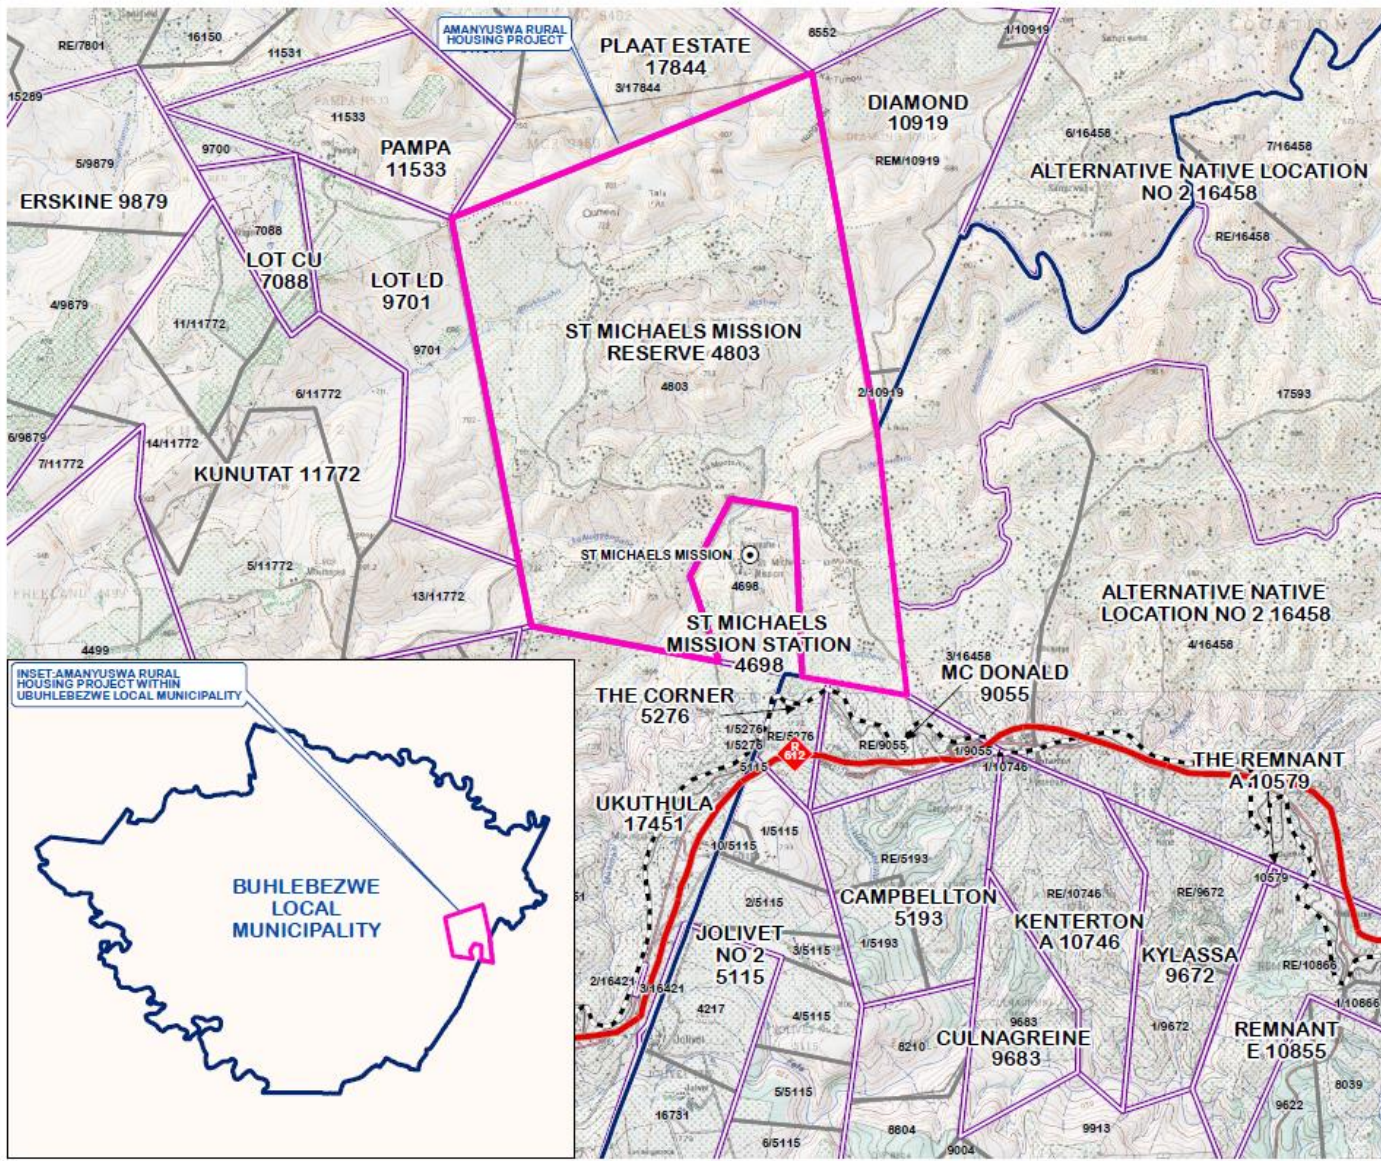 RE/7801
16150
11531
AMANYUSWA RURAL
HOUSING PROJECT
PLAAT ESTATE
17844
3/17844
8552
1/10919
15289
11533
PAMPA
11533
DIAMOND
10919
REM/10919
6/16458
7/16458
5/9879
9700
ERSKINE 9879
ALTERNATIVE NATIVE LOCATION
NO 2 16458
RE/16458
7088
LOT CU
7088
LOT LD
9701
9701
4/9879
11/11772
ST MICHAELS MISSION
RESERVE 4803
4803
2/10919
17593
6/11772
6/9879
7/11772
14/11772
KUNUTAT 11772
ST MICHAELS MISSION
4698
5/11772
13/11772
ALTERNATIVE NATIVE
LOCATION NO 2 16458
4/16458
ST MICHAELS
MISSION STATION
4698
4499
3/16458
MC DONALD
9055
INSET:AMANYUSWA RURAL
HOUSING PROJECT WITHIN
UBUHLEBEZWE LOCAL MUNICIPALITY
THE CORNER
5276
1/5276
1/5276
RE/5276
RE/9055
1/9055
1/10746
R
612
5115
THE REMNANT
A 10579
UKUTHULA
17451
1/5115
10/5115
RE/5193
BUHLEBEZWE
LOCAL
MUNICIPALITY
10579
2/5115
CAMPBELLTON
5193
RE/10746
RE/9672
KENTERTON
A 10746
JOLIVET
NO 2
5115
3/5115
1/5193
KYLASSA
9672
RE/10866
2/16421
3/16421
4217
4/5115
1/10866
9683
CULNAGREINE
9683
1/9672
REMNANT
E 10855
8210
5/5115
8039
9622
16731
6/5115
8804
9004
9913